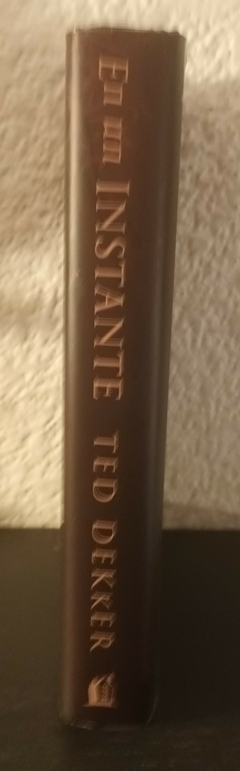 En un INSTANTE TED DEKKER